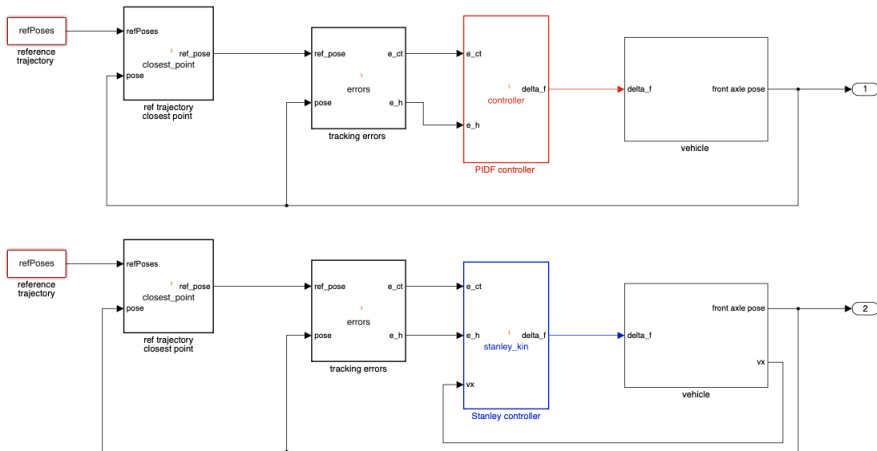 refPoses
reference
trajectory
refPoses
ref_pose
closest_point
pose
ref trajectory
closest point
ref_pose
e_ct
errors
pose
e_h
tracking errors
e_ct
delta_f
controller
e_h
PIDF controller
delta_f
front axle pose
vehicle
1
refPoses
reference
trajectory
refPoses
ref_pose
closest_point
pose
ref trajectory
closest point
ref_pose
e_ct
errors
pose
e_h
tracking errors
e_ct
e_h
delta_f
stanley_kin
vx
Stanley controller
front axle pose
delta_f
vx
vehicle
2